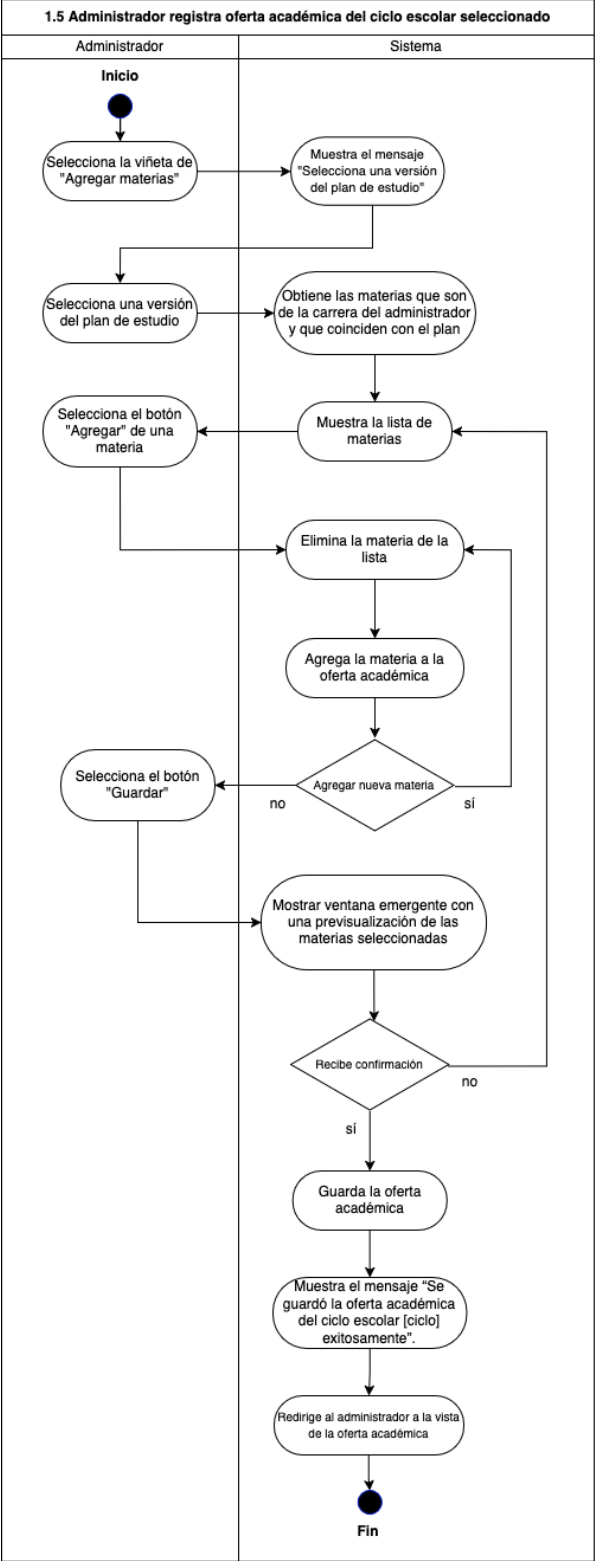 1.5 Administrador registra oferta académica del ciclo escolar seleccionado
Administrador
Sistema
Inicio
Selecciona la viñeta de
"Agregar materias"
Muestra el mensaje
"Selecciona una versión
del plan de estudio"
Selecciona una versión
del plan de estudio
Obtiene las materias que son
de la carrera del administrador
y que coinciden con el plan
Selecciona el botón
"Agregar" de una
materia
Muestra la lista de
materias
Elimina la materia de la
lista
Agrega la materia a la
oferta académica
Selecciona el botón
"Guardar"
Agregar nueva materia
no
sí
Mostrar ventana emergente con
una previsualización de las
materias seleccionadas
Recibe confirmación
no
sí
Guarda la oferta
académica
Muestra el mensaje “Se
guardó la oferta académica
del ciclo escolar [ciclo]
exitosamente”.
Redirige al administrador a la vista
de la oferta académica
Fin